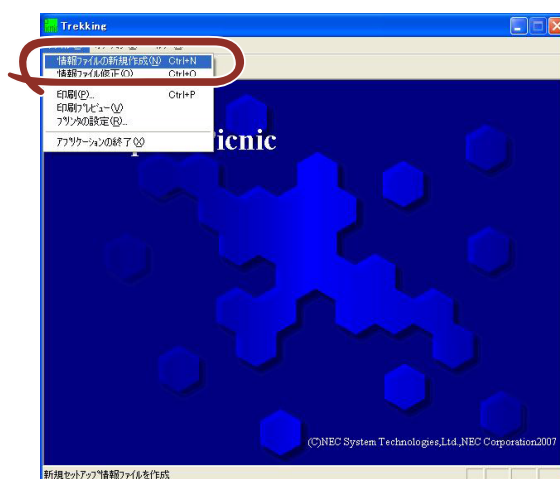 Trekking
情報ファイルの新規作成(N) Ctrl+N
情報ファイル修正(O) Ctrl+O
印刷(P)... Ctrl+P
印刷プレビュー(V)
プリンタの設定(R)...
アプリケーションの終了(X)
icnic
(C)NEC System Technologies,Ltd.,NEC Corporation2007
新規セットアップ情報ファイルを作成